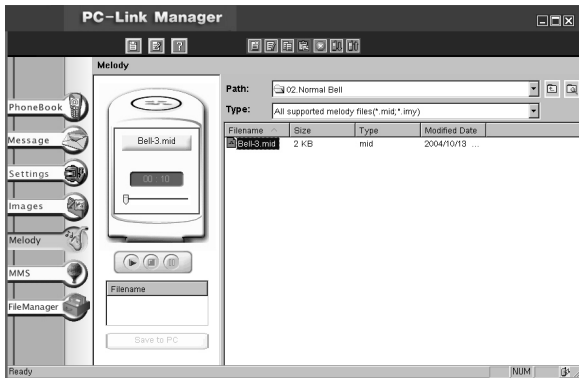 PC-Link Manager
Melody
PhoneBook
Message
Settings
Images
Melody
MMS
FileManager
Bell-3.mid
00 : 10
Filename
Save to PC
Path: 02.Normal Bell
Type: All supported melody files(*.mid;*.imy)
Filename Size Type Modified Date
Bell-3.mid 2 KB mid 2004/10/13 ...
Ready NUM